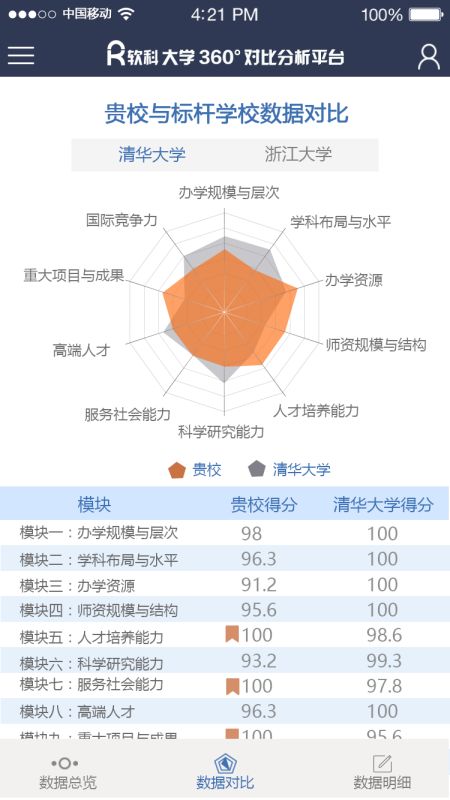 中国移动 4:21 PM 100%
软科 大学 360° 对比分析平台
贵校与标杆学校数据对比
清华大学 浙江大学
办学规模与层次
国际竞争力 学科布局与水平
重大项目与成果 办学资源
高端人才 师资规模与结构
服务社会能力 人才培养能力
科学研究能力
贵校 清华大学
模块 贵校得分 清华大学得分
模块一：办学规模与层次 98 100
模块二：学科布局与水平 96.3 100
模块三：办学资源 91.2 100
模块四：师资规模与结构 95.6 100
模块五：人才培养能力 100 98.6
模块六：科学研究能力 93.2 99.3
模块七：服务社会能力 100 97.8
模块八：高端人才 96.3 100
模块九：重大项目与成果 100 95.6
数据总览 数据对比 数据明细